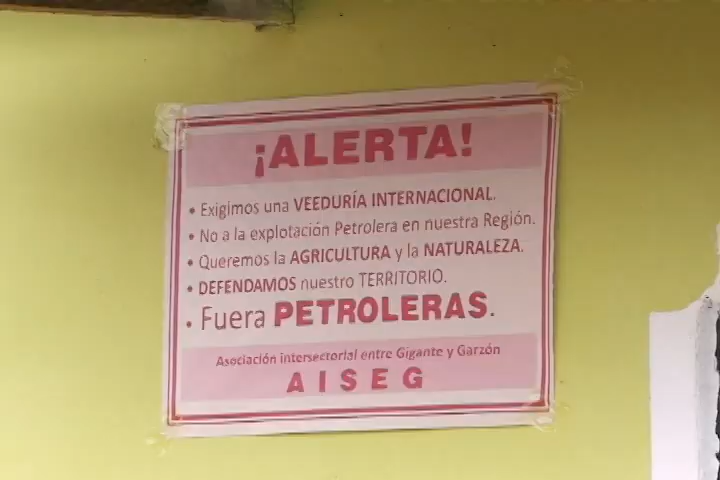 ¡ALERTA!
• Exigimos una VEEDURÍA INTERNACIONAL.
• No a la explotación Petrolera en nuestra Región.
• Queremos la AGRICULTURA y la NATURALEZA.
• DEFENDAMOS nuestro TERRITORIO.
• Fuera PETROLERAS.
Asociación intersectorial entre Gigante y Garzón
AISEG